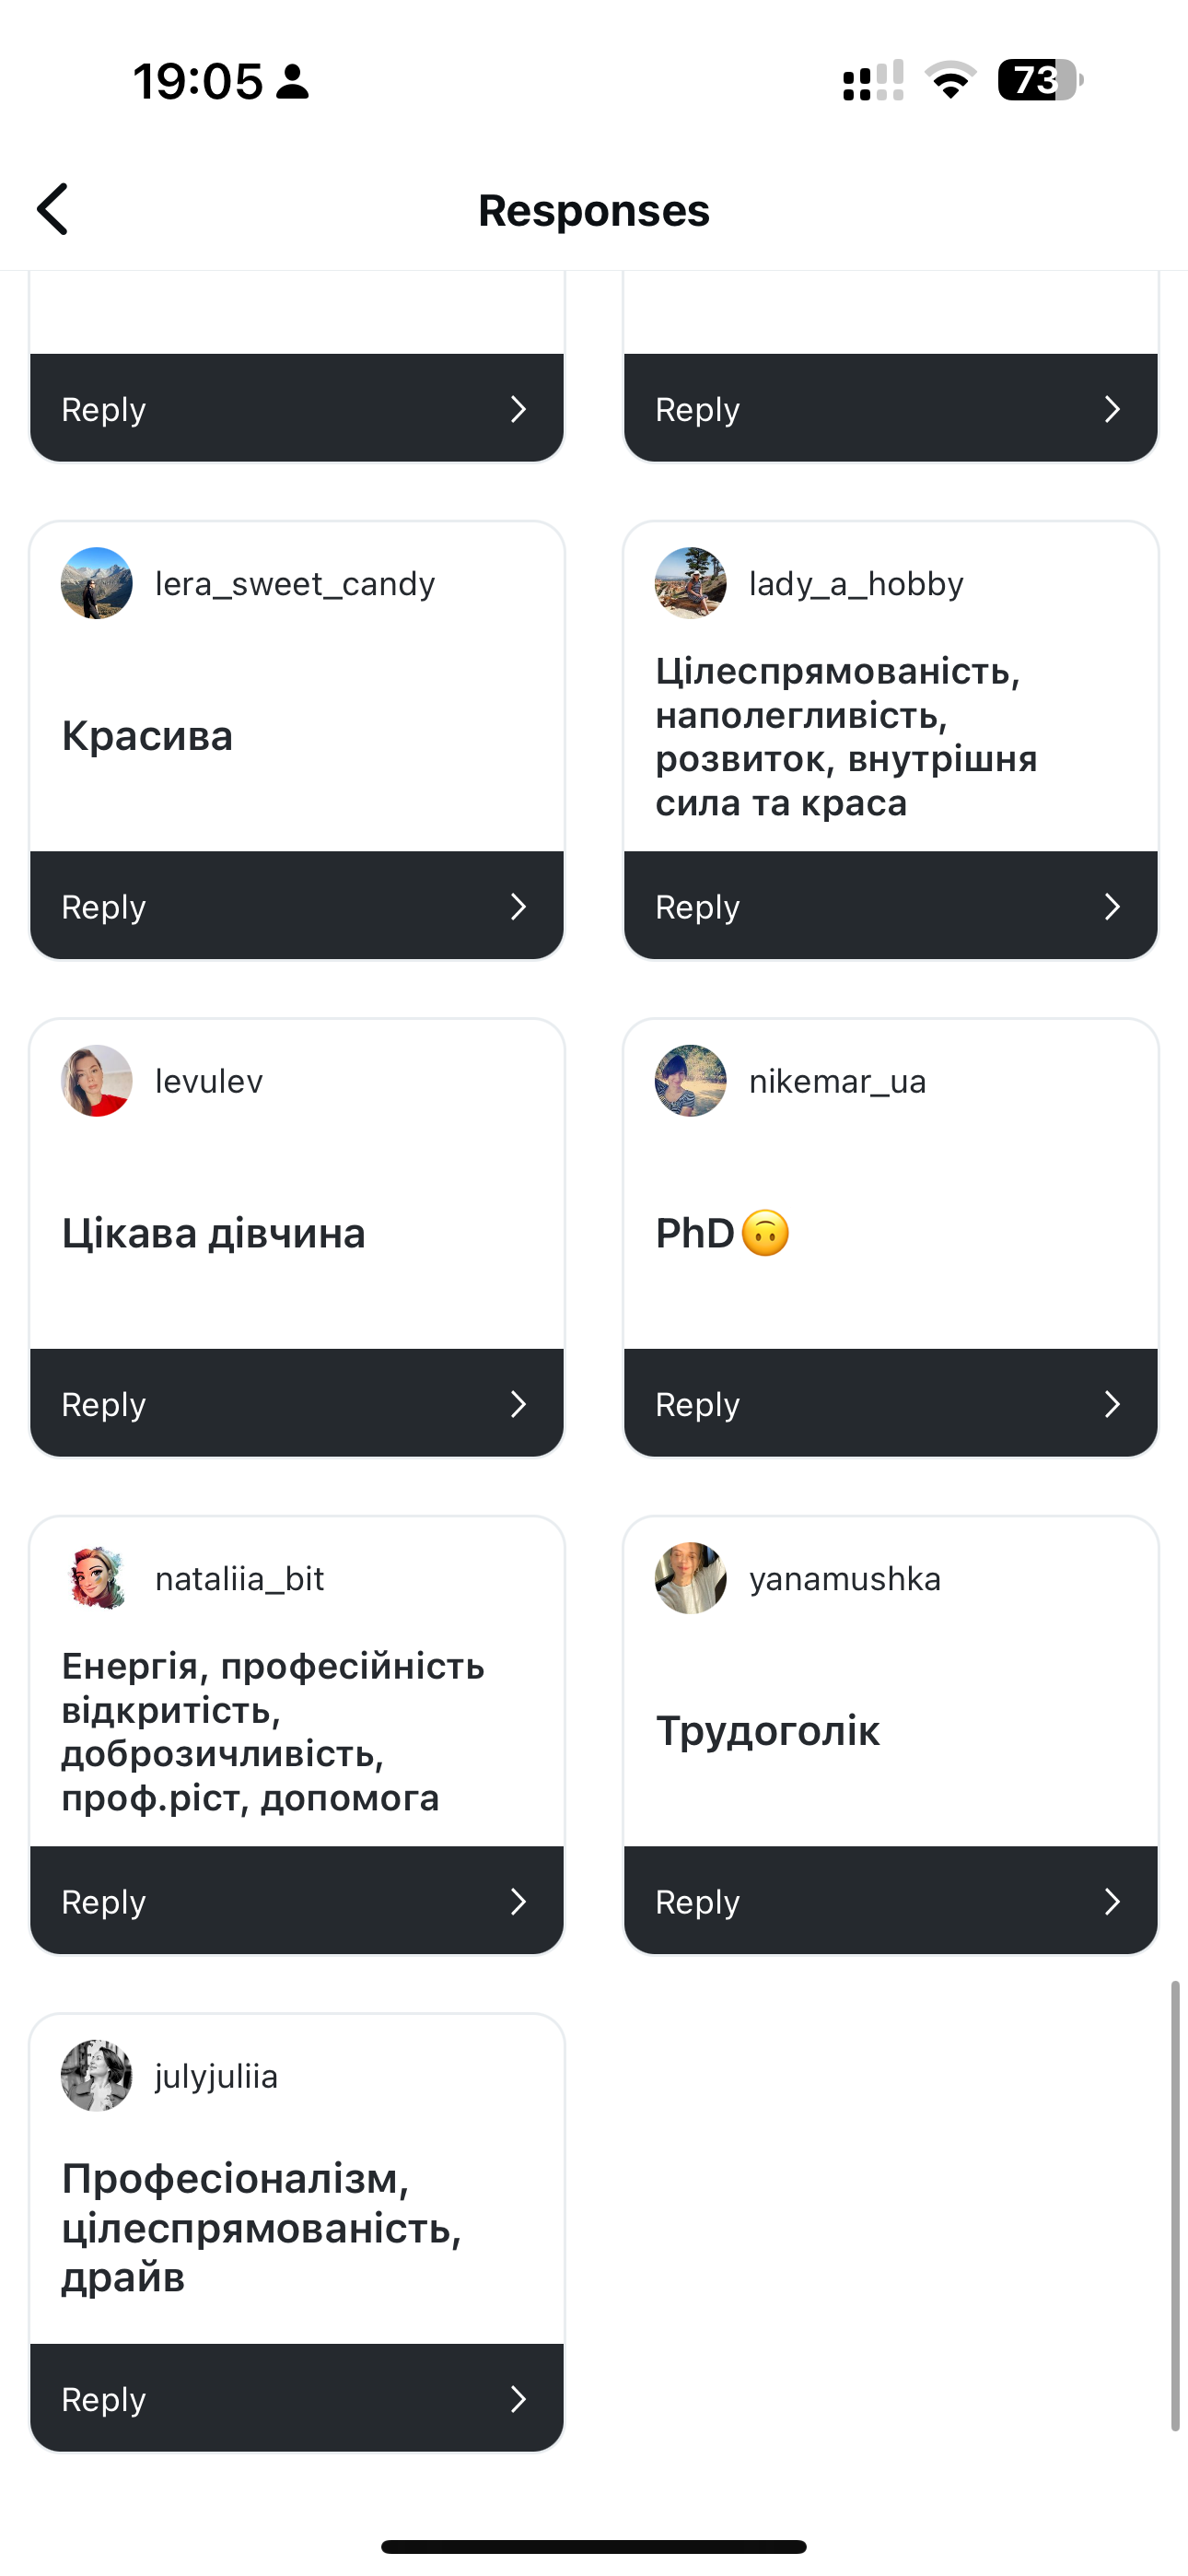 19:05
73
Responses
Reply
Reply
lera_sweet_candy
Красива
Reply
lady_a_hobby
Цілеспрямованість,
наполегливість,
розвиток, внутрішня
сила та краса
Reply
levulev
Цікава дівчина
Reply
nikemar_ua
PhD🙃
Reply
nataliia_bit
Енергія, професійність
відкритість,
доброзичливість,
проф.ріст, допомога
Reply
yanamushka
Трудоголік
Reply
julyjuliia
Професіоналізм,
цілеспрямованість,
драйв
Reply